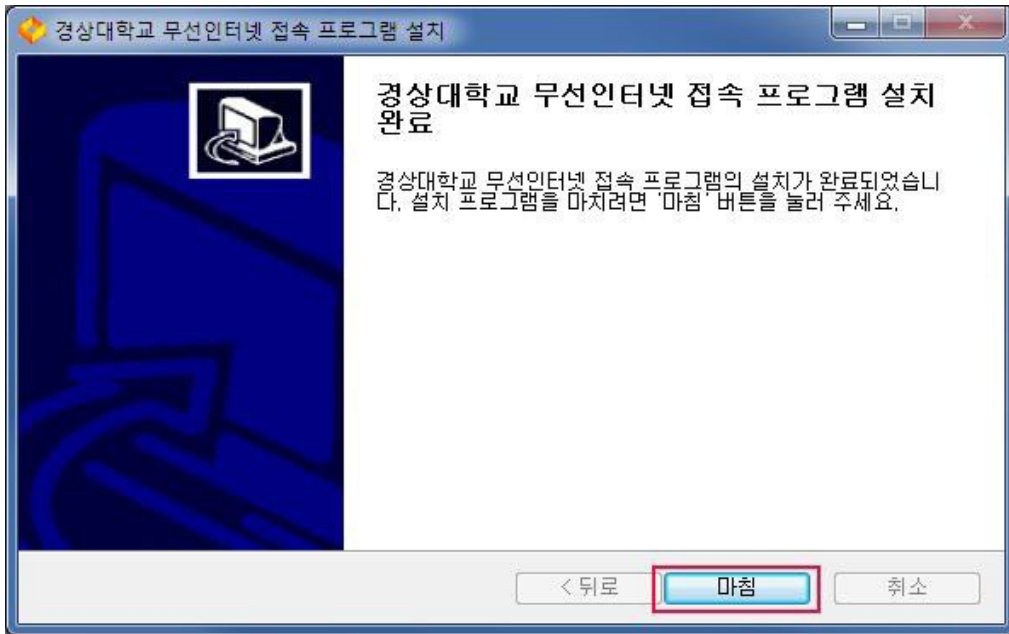 경상대학교 무선인터넷 접속 프로그램 설치
경상대학교 무선인터넷 접속 프로그램 설치
완료
경상대학교 무선인터넷 접속 프로그램의 설치가 완료되었습니
다. 설치 프로그램을 마치려면 '마침' 버튼을 눌러 주세요.
< 뒤로
마침
취소